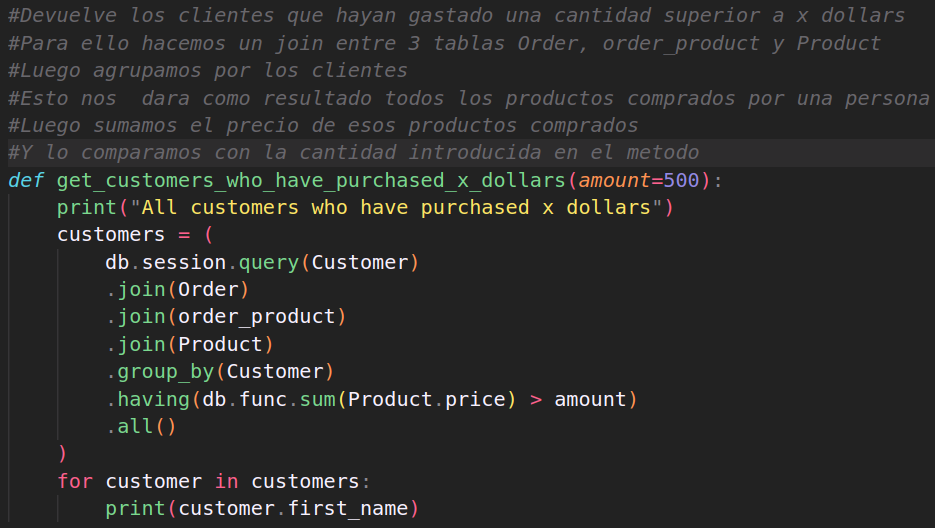 #Devuelve los clientes que hayan gastado una cantidad superior a x dollars
#Para ello hacemos un join entre 3 tablas Order, order_product y Product
#Luego agrupamos por los clientes
#Esto nos  dara como resultado todos los productos comprados por una persona
#Luego sumamos el precio de esos productos comprados
#Y lo comparamos con la cantidad introducida en el metodo
def get_customers_who_have_purchased_x_dollars(amount=500):
    print("All customers who have purchased x dollars")
    customers = (
        db.session.query(Customer)
        .join(Order)
        .join(order_product)
        .join(Product)
        .group_by(Customer)
        .having(db.func.sum(Product.price) > amount)
        .all()
    )
    for customer in customers:
        print(customer.first_name)